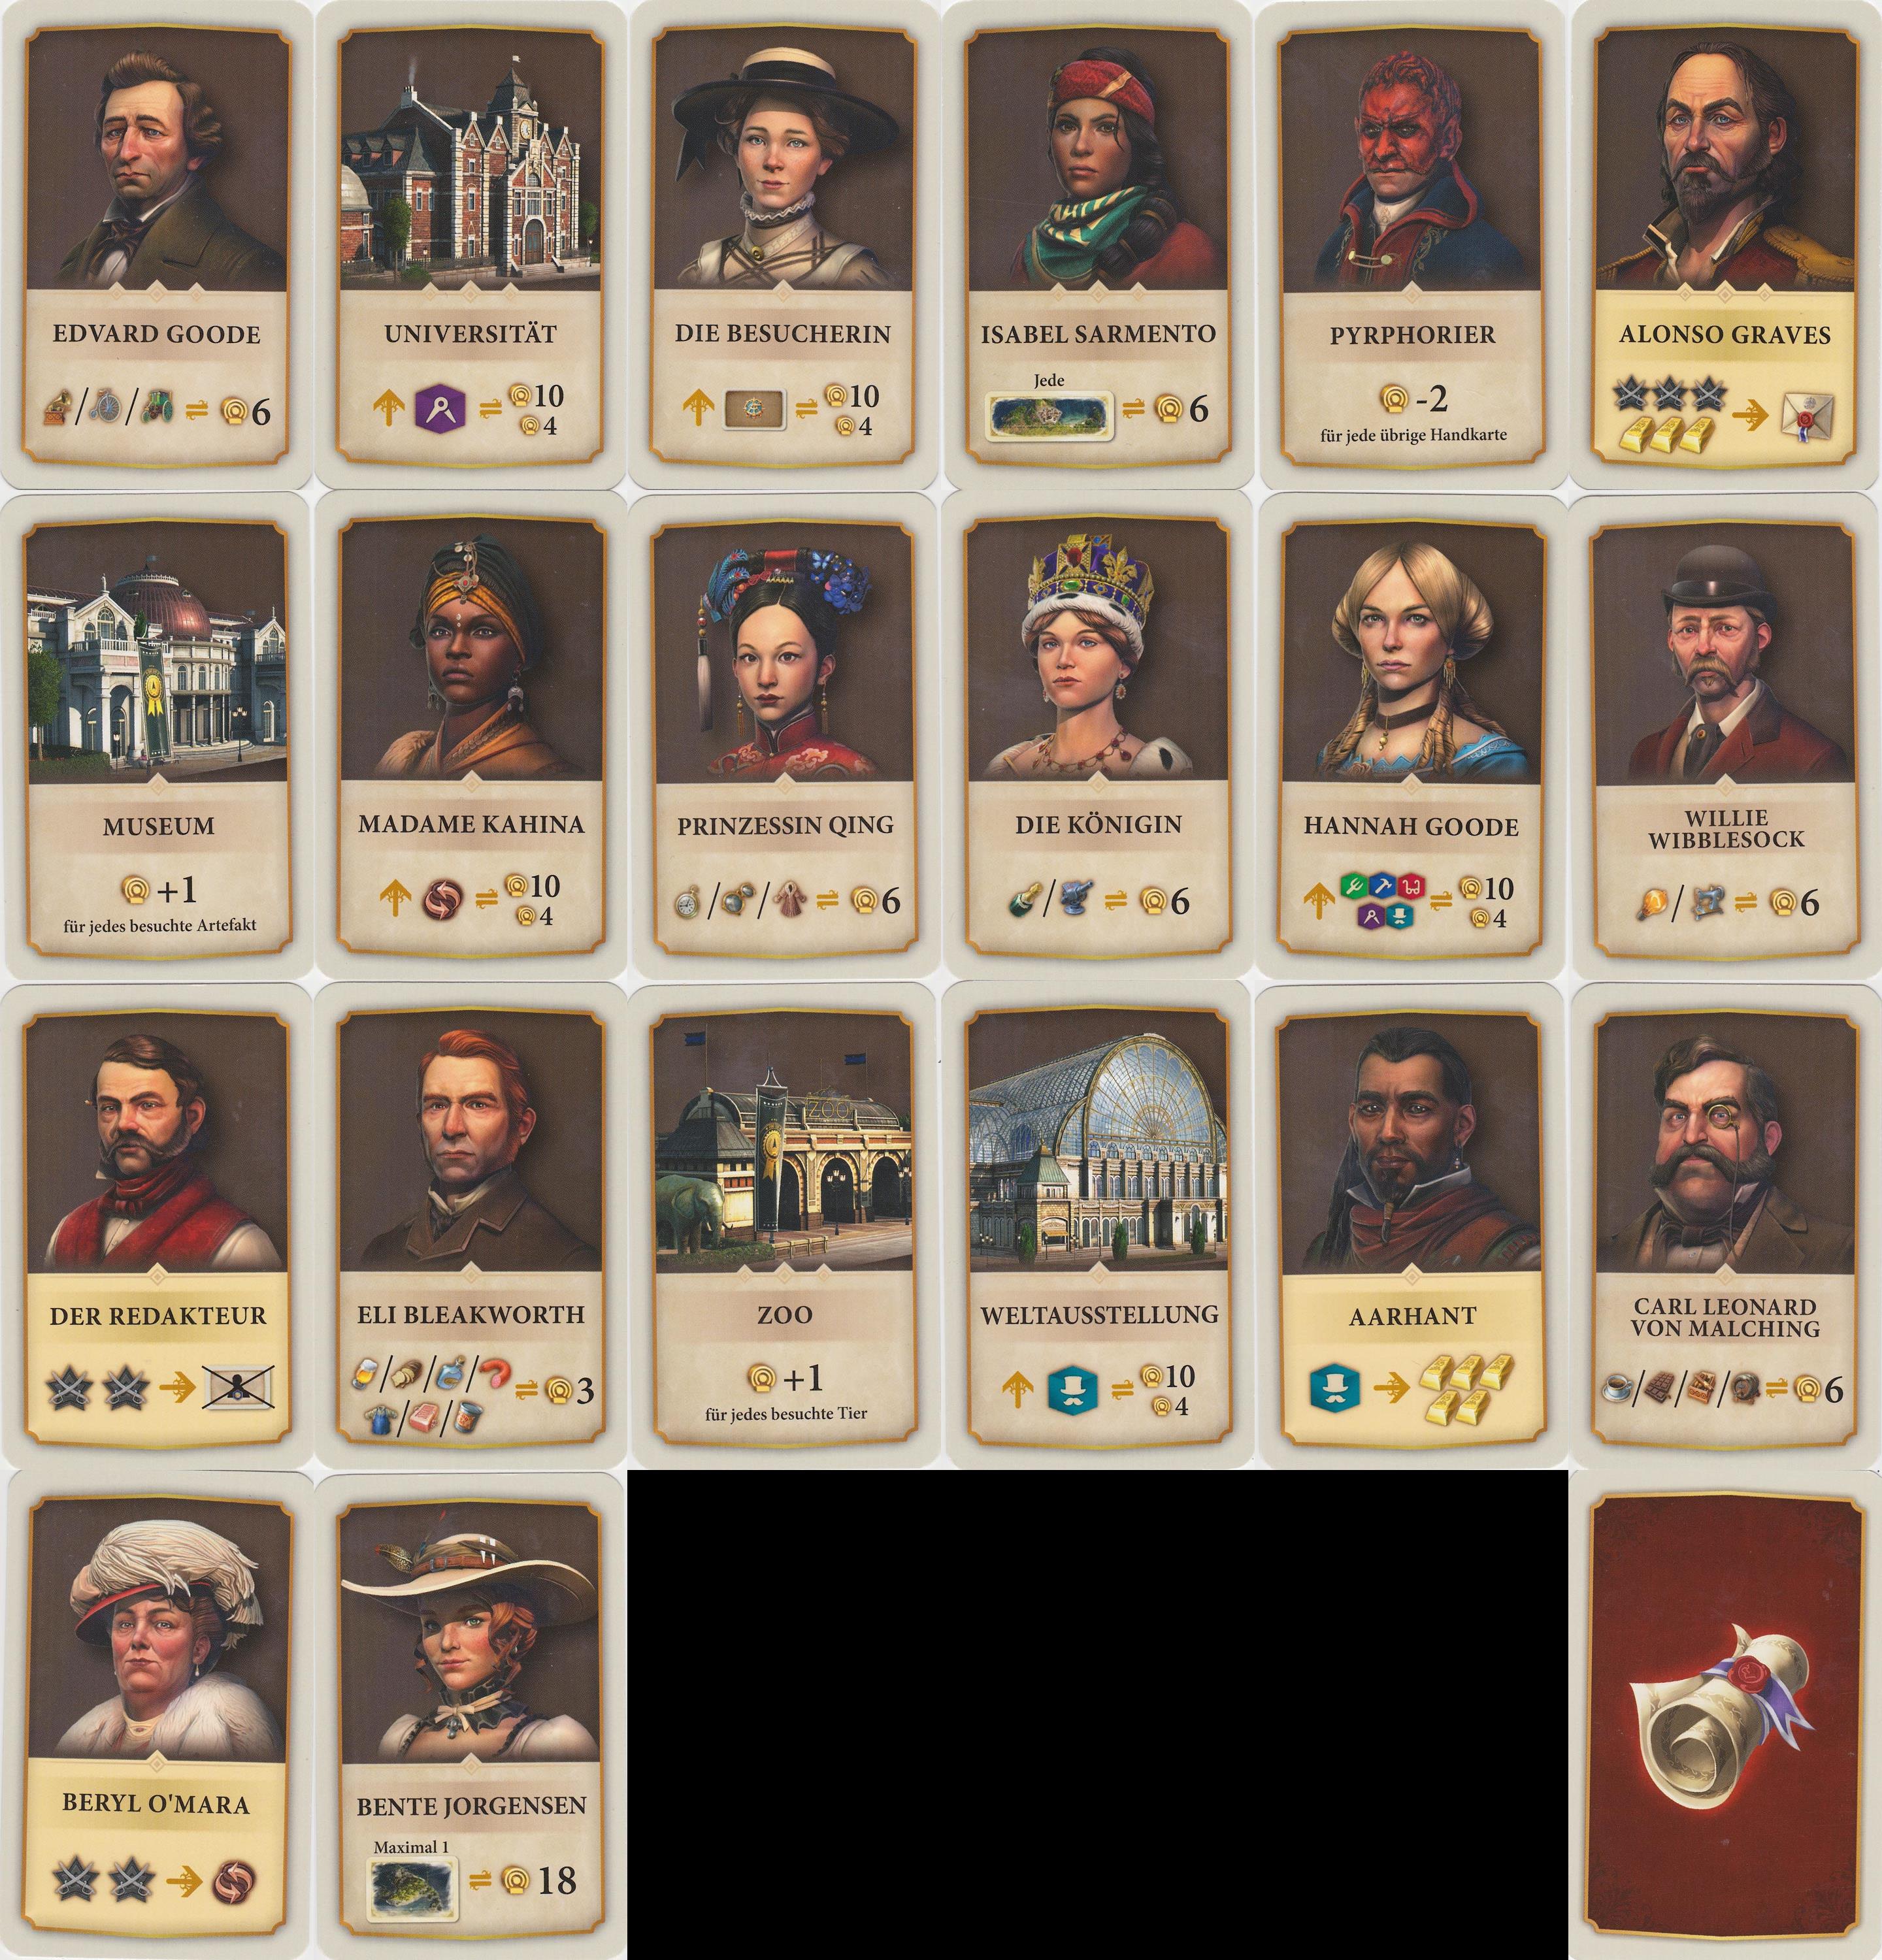 EDVARD GOODE
/ / 6
UNIVERSITÄT
10
4
DIE BESUCHERIN
10
4
ISABEL SARMENTO
Jede
6
PYRPHORIER
-2
für jede übrige Handkarte
ALONSO GRAVES
MUSEUM
+1
für jedes besuchte Artefakt
MADAME KAHINA
10
4
PRINZESSIN QING
/ / 6
DIE KÖNIGIN
/ 6
HANNAH GOODE
10
4
WILLIE
WIBBLESOCK
/ 6
DER REDAKTEUR
ELI BLEAKWORTH
/ / /
3
/ /
ZOO
ZOO
+1
für jedes besuchte Tier
WELTAUSSTELLUNG
10
4
AARHANT
CARL LEONARD
VON MALCHING
/ / / 6
BERYL O'MARA
BENTE JORGENSEN
Maximal 1
18